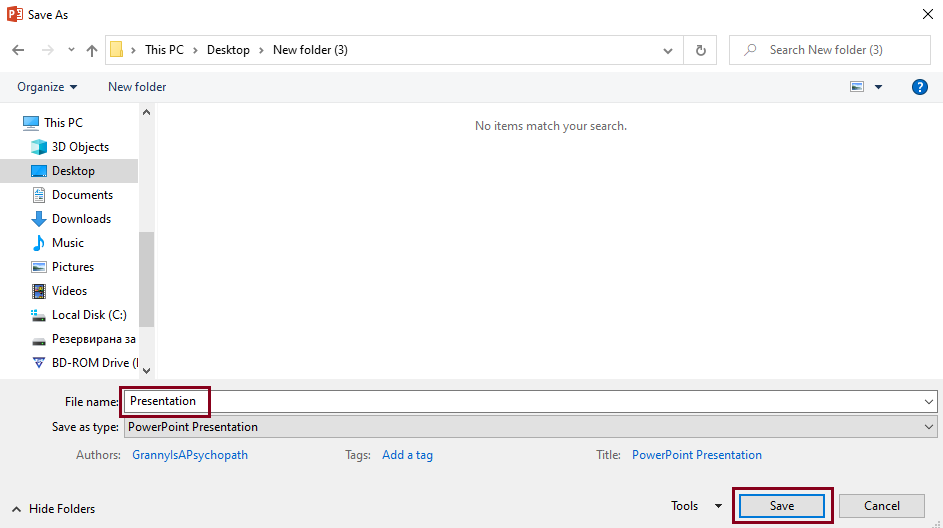 Save As
This PC > Desktop > New folder (3)
Search New folder (3)
Organize
New folder
No items match your search.
This PC
3D Objects
Desktop
Documents
Downloads
Music
Pictures
Videos
Local Disk (C:)
Резервирана за
BD-ROM Drive (
File name: Presentation
Save as type: PowerPoint Presentation
Authors: GrannyIsAPsychopath Tags: Add a tag Title: PowerPoint Presentation
Hide Folders Tools Save Cancel